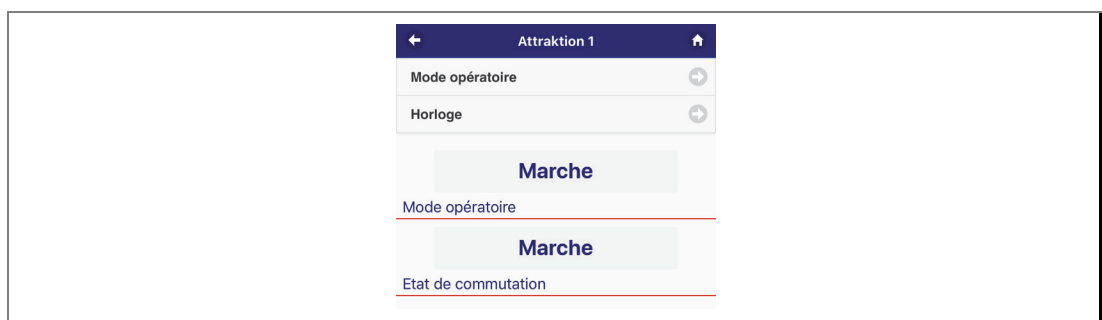 Attraktion 1
Mode opératoire
Horloge
Marche
Mode opératoire
Marche
Etat de commutation